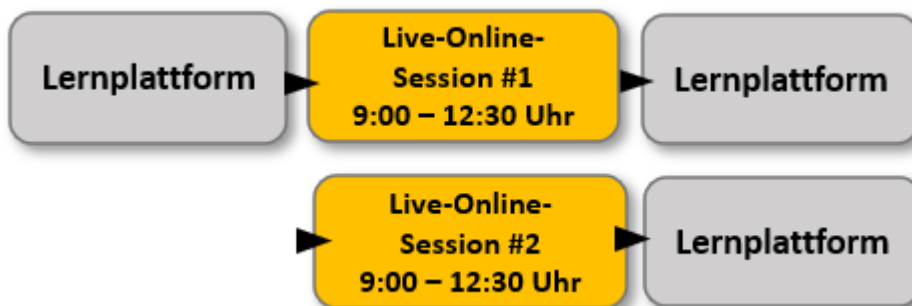 Lernplattform
Live-Online-
Session #1
9:00 – 12:30 Uhr
Lernplattform
Live-Online-
Session #2
9:00 – 12:30 Uhr
Lernplattform